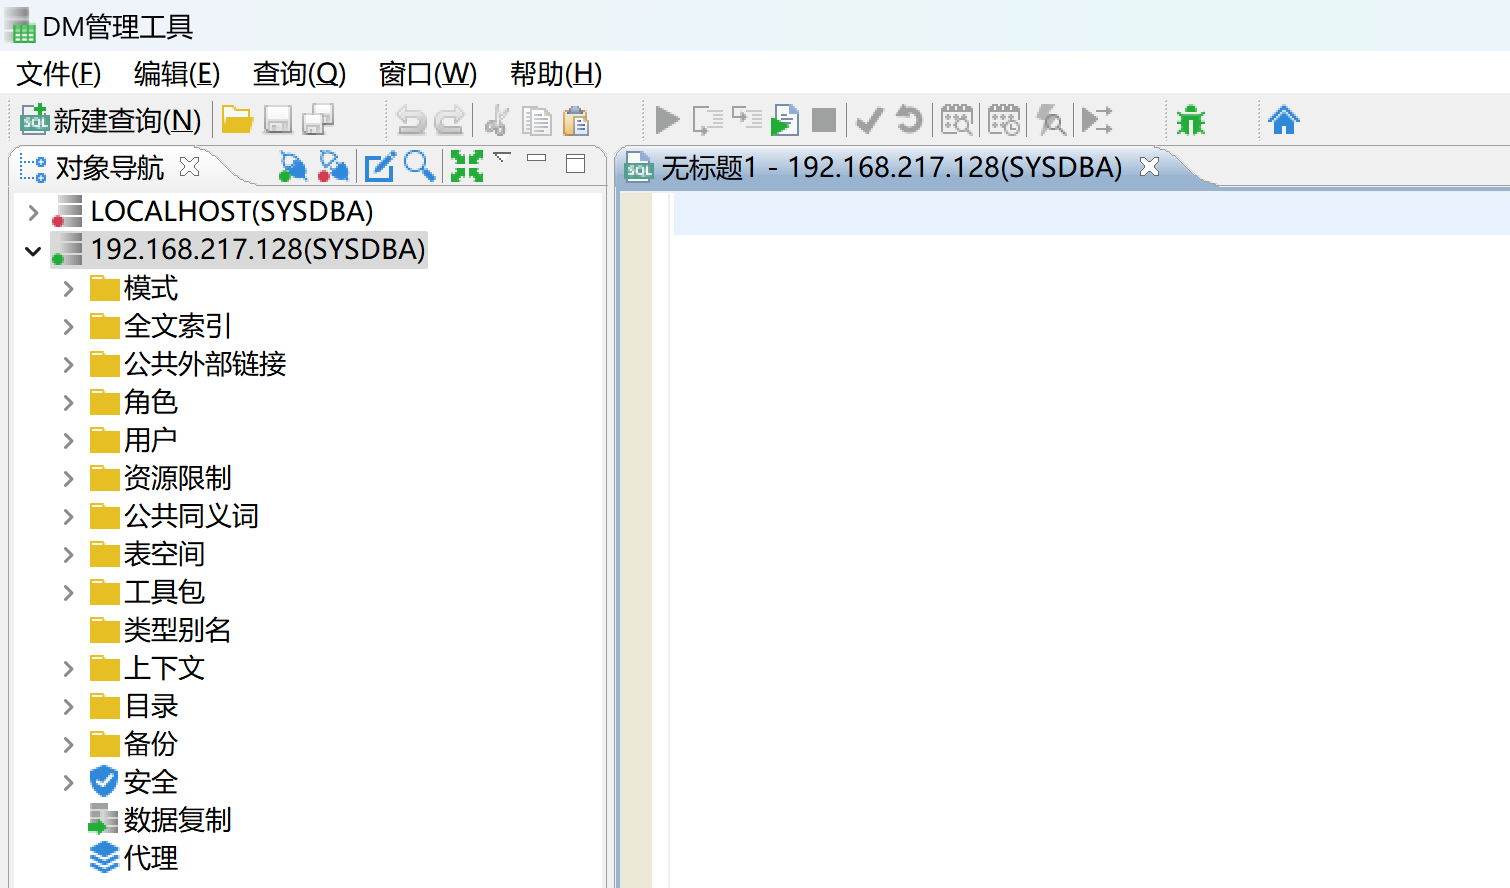 DM管理工具
文件(F) 编辑(E) 查询(Q) 窗口(W) 帮助(H)
SQL 新建查询(N)
对象导航
SQL 无标题1 - 192.168.217.128(SYSDBA)
LOCALHOST(SYSDBA)
192.168.217.128(SYSDBA)
模式
全文索引
公共外部链接
角色
用户
资源限制
公共同义词
表空间
工具包
类型别名
上下文
目录
备份
安全
数据复制
代理